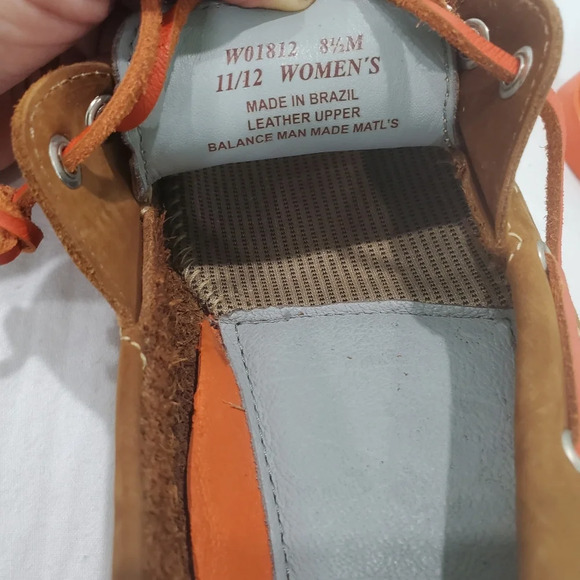 W01812 8½M
11/12 WOMEN'S
MADE IN BRAZIL
LEATHER UPPER
BALANCE MAN MADE MATL'S